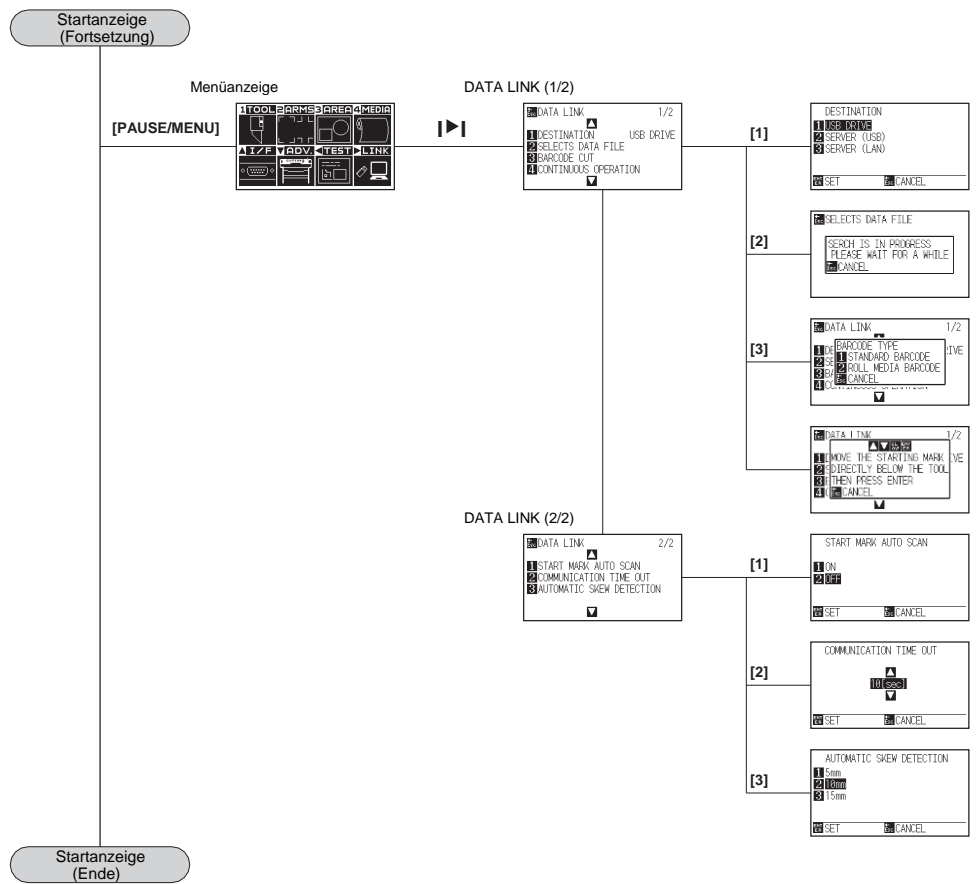 Startanzeige
(Fortsetzung)
Menüanzeige
[PAUSE/MENU]
1 TOOL 2 ARMS 3 AREA 4 MEDIA
▲ I/F ▼ ADV. ◀ TEST ▶ LINK
DATA LINK (1/2)
DATA LINK 1/2
1 DESTINATION USB DRIVE
2 SELECTS DATA FILE
3 BARCODE CUT
4 CONTINUOUS OPERATION
[1]
DESTINATION
1 USB DRIVE
2 SERVER (USB)
3 SERVER (LAN)
SET CANCEL
[2]
SELECTS DATA FILE
SERCH IS IN PROGRESS
PLEASE WAIT FOR A WHILE
CANCEL
[3]
DATA LINK 1/2
BARCODE TYPE
1 STANDARD BARCODE
2 ROLL MEDIA BARCODE
CANCEL
DATA LINK 1/2
MOVE THE STARTING MARK
DIRECTLY BELOW THE TOOL
THEN PRESS ENTER
CANCEL
DATA LINK (2/2)
DATA LINK 2/2
1 START MARK AUTO SCAN
2 COMMUNICATION TIME OUT
3 AUTOMATIC SKEW DETECTION
[1]
START MARK AUTO SCAN
1 ON
2 OFF
SET CANCEL
[2]
COMMUNICATION TIME OUT
10[sec]
SET CANCEL
[3]
AUTOMATIC SKEW DETECTION
1 5mm
2 10mm
3 15mm
SET CANCEL
Startanzeige
(Ende)